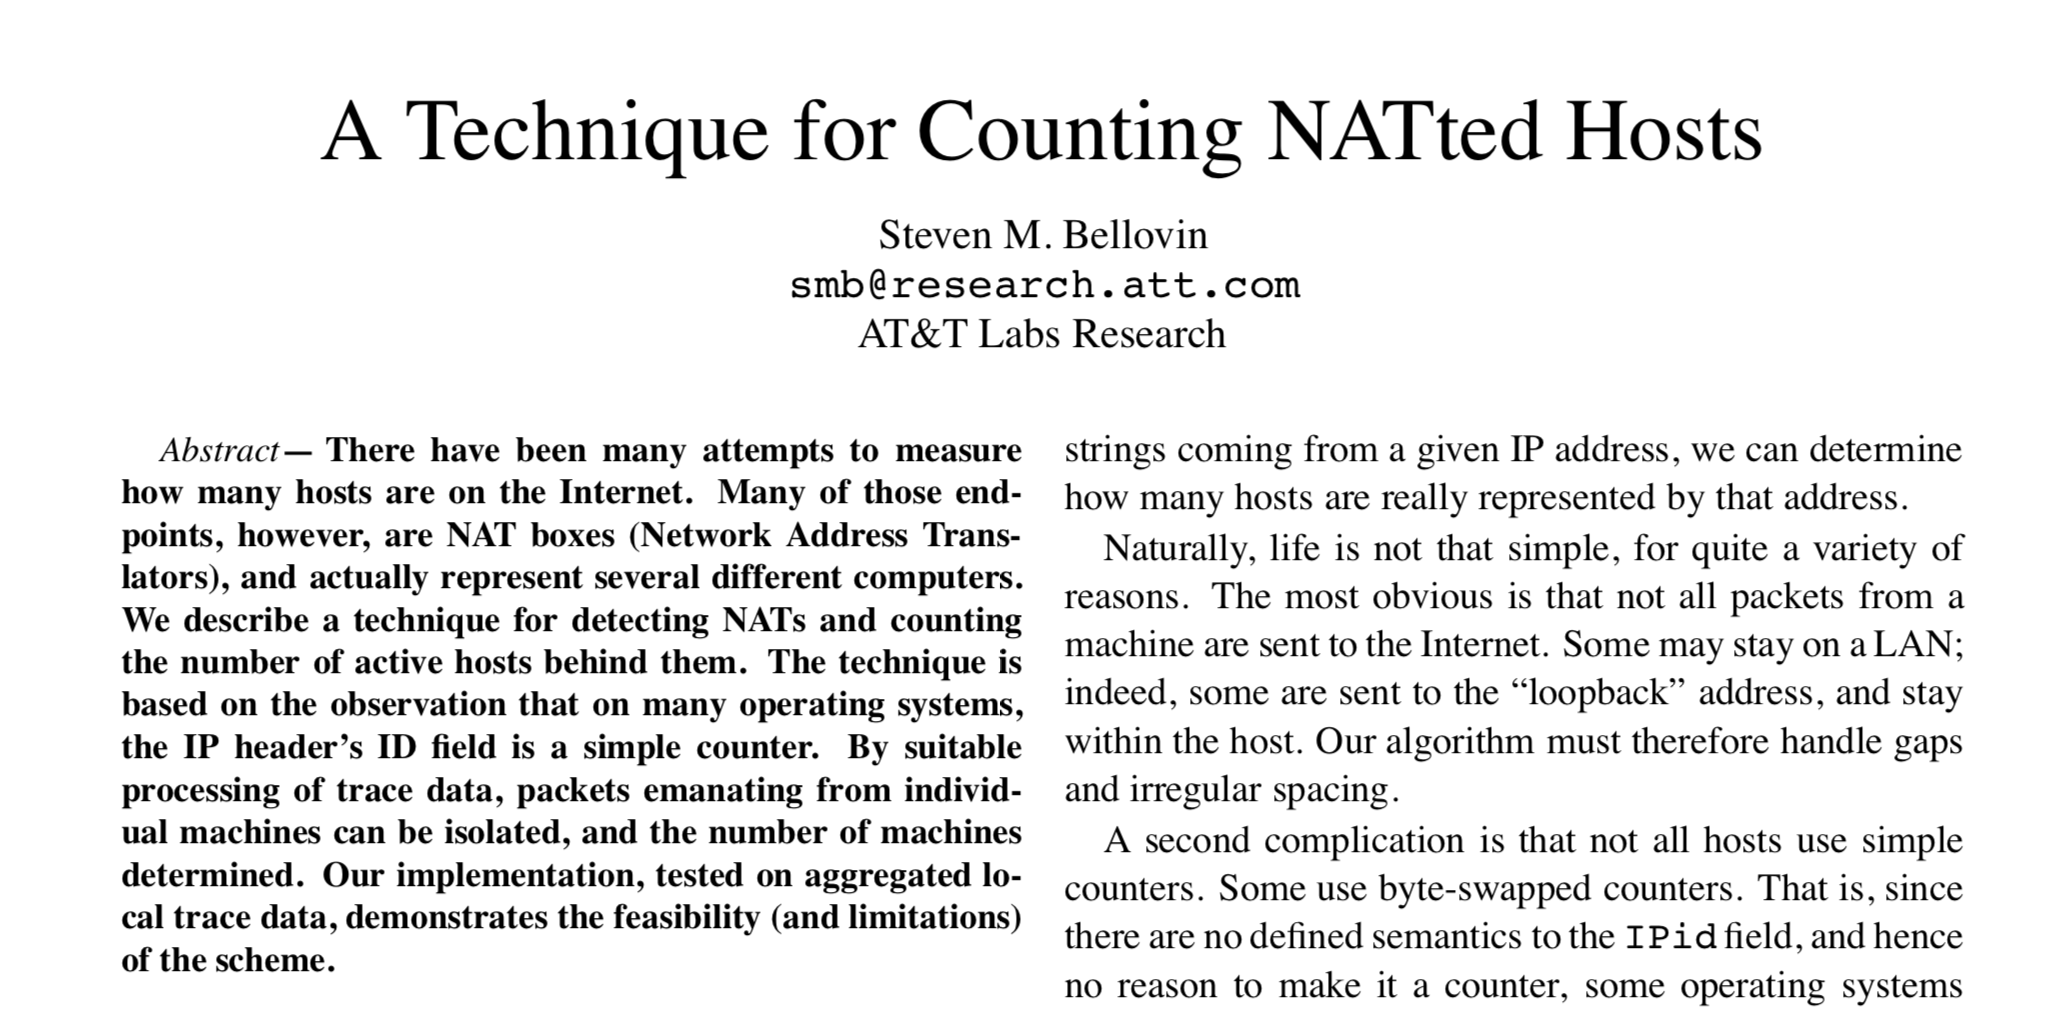 A Technique for Counting NATted Hosts
Steven M. Bellovin
smb@research.att.com
AT&T Labs Research
Abstract— There have been many attempts to measure
how many hosts are on the Internet. Many of those end-
points, however, are NAT boxes (Network Address Trans-
lators), and actually represent several different computers.
We describe a technique for detecting NATs and counting
the number of active hosts behind them. The technique is
based on the observation that on many operating systems,
the IP header’s ID field is a simple counter. By suitable
processing of trace data, packets emanating from individ-
ual machines can be isolated, and the number of machines
determined. Our implementation, tested on aggregated lo-
cal trace data, demonstrates the feasibility (and limitations)
of the scheme.
strings coming from a given IP address, we can determine
how many hosts are really represented by that address.
Naturally, life is not that simple, for quite a variety of
reasons. The most obvious is that not all packets from a
machine are sent to the Internet. Some may stay on a LAN;
indeed, some are sent to the “loopback” address, and stay
within the host. Our algorithm must therefore handle gaps
and irregular spacing.
A second complication is that not all hosts use simple
counters. Some use byte-swapped counters. That is, since
there are no defined semantics to the IPid field, and hence
no reason to make it a counter, some operating systems